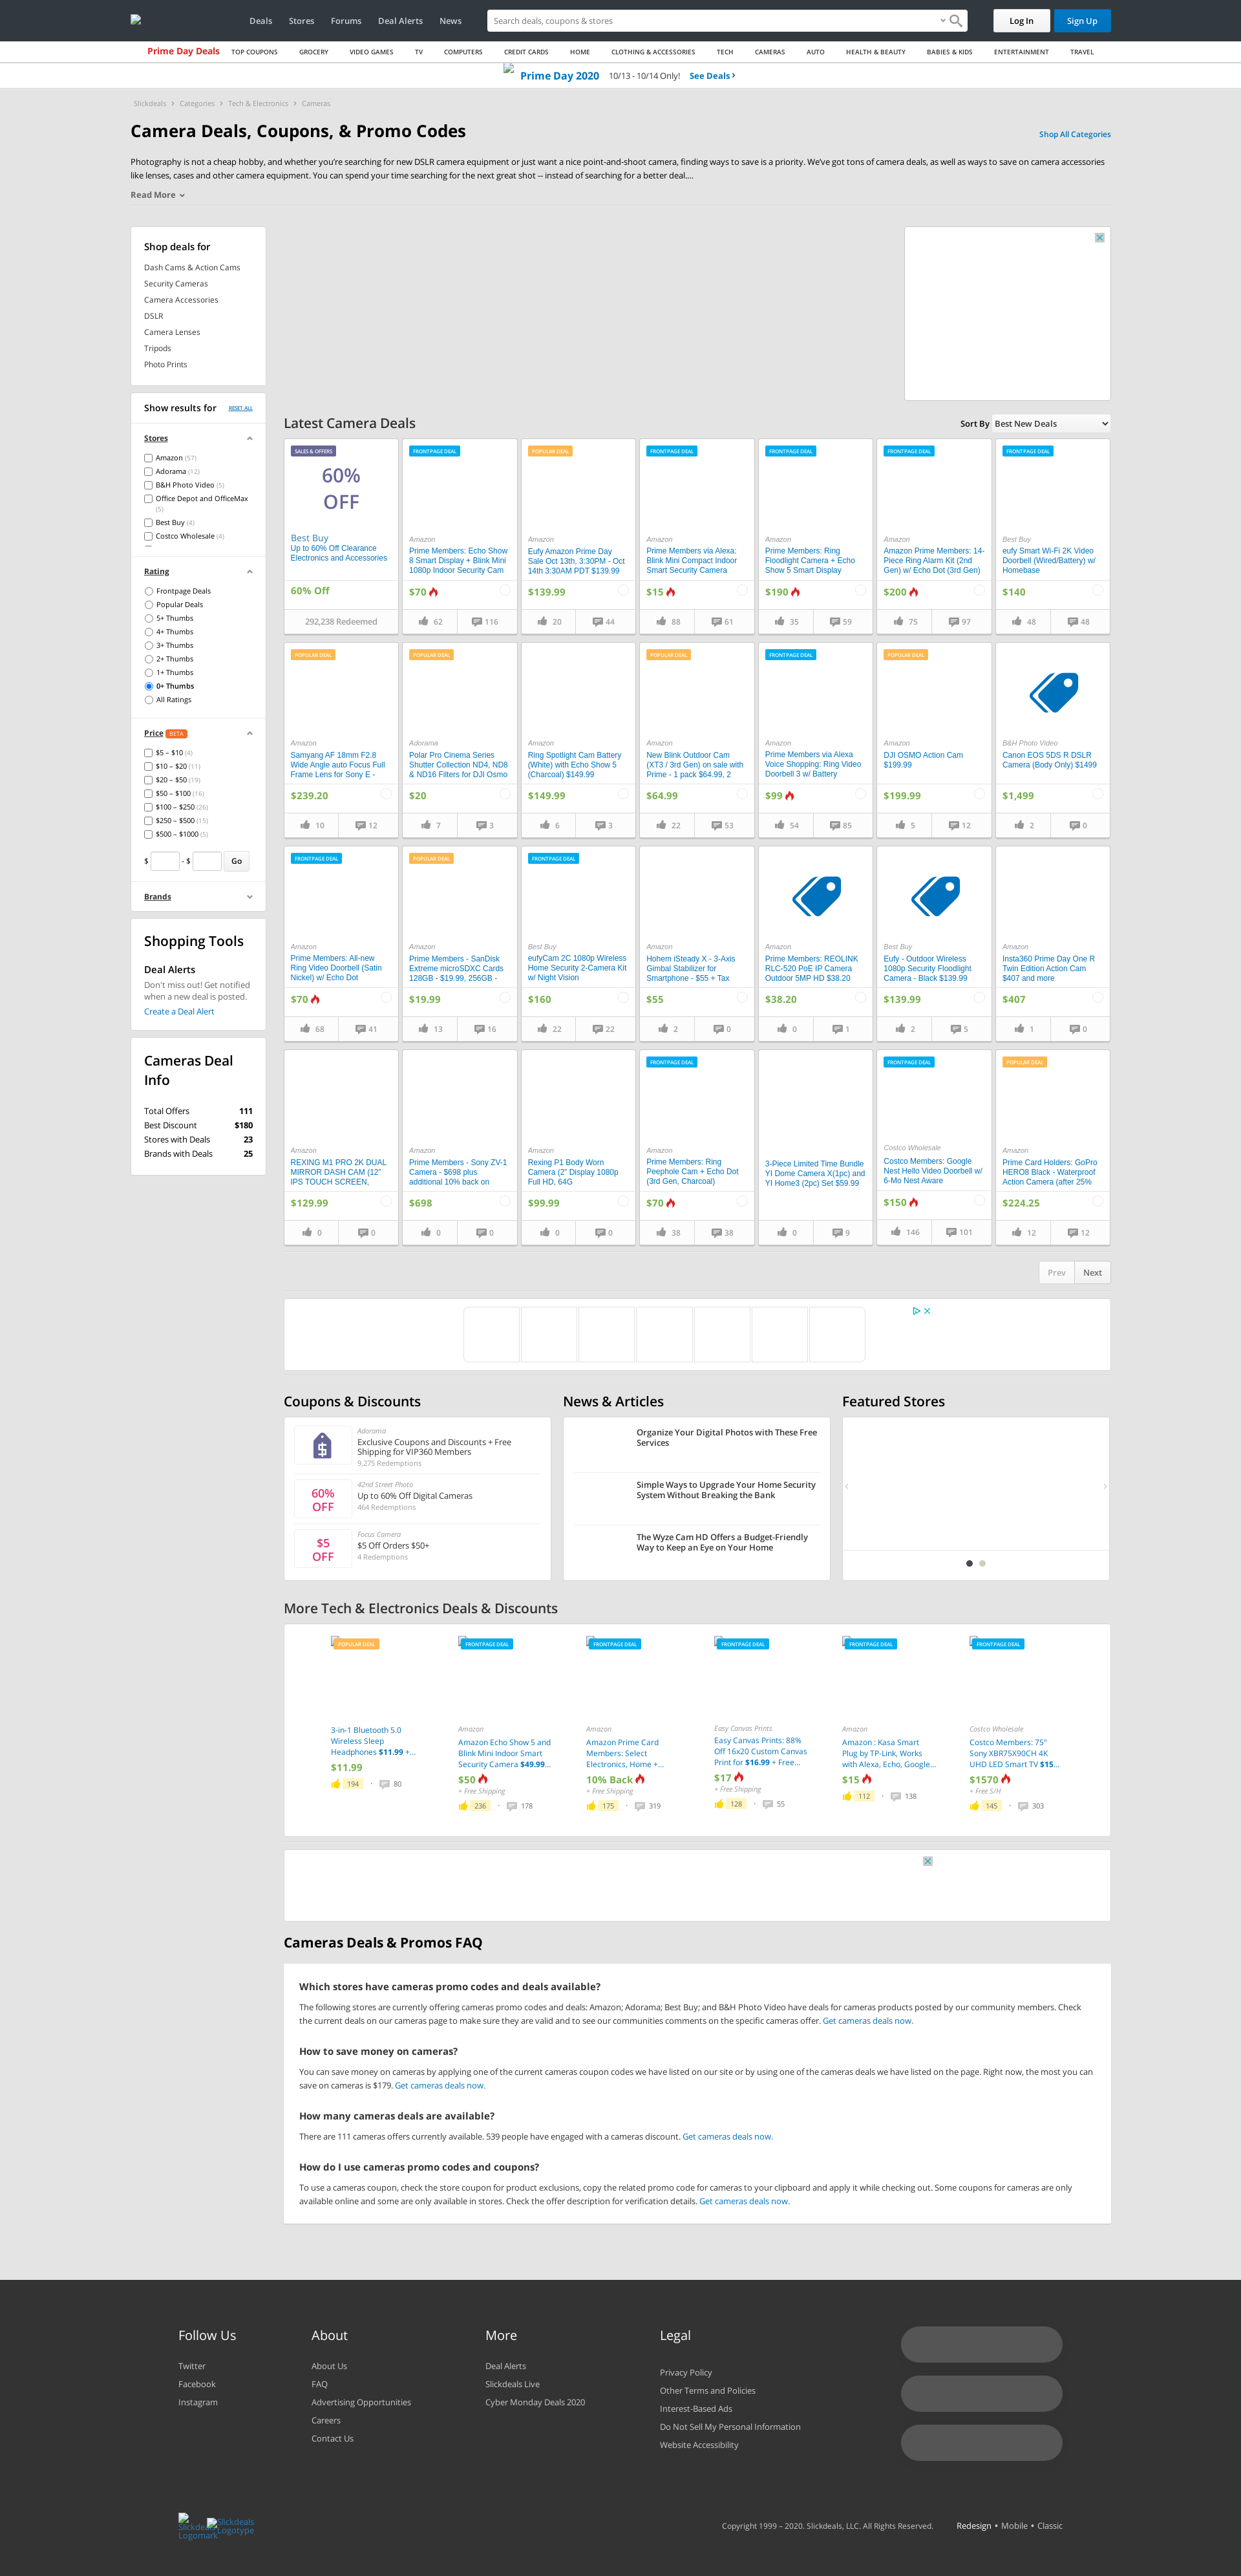 Deals Stores Forums Deal Alerts News
Search deals, coupons & stores
Log In
Sign Up
Prime Day Deals TOP COUPONS GROCERY VIDEO GAMES TV COMPUTERS CREDIT CARDS HOME CLOTHING & ACCESSORIES TECH CAMERAS AUTO HEALTH & BEAUTY BABIES & KIDS ENTERTAINMENT TRAVEL
Prime Day 2020 10/13 - 10/14 Only! See Deals
Slickdeals Categories Tech & Electronics Cameras
Camera Deals, Coupons, & Promo Codes
Shop All Categories
Photography is not a cheap hobby, and whether you’re searching for new DSLR camera equipment or just want a nice point-and-shoot camera, finding ways to save is a priority. We’ve got tons of camera deals, as well as ways to save on camera accessories
like lenses, cases and other camera equipment. You can spend your time searching for the next great shot -- instead of searching for a better deal....
Read More
Shop deals for
Dash Cams & Action Cams
Security Cameras
Camera Accessories
DSLR
Camera Lenses
Tripods
Photo Prints
Show results for RESET ALL
Stores
Amazon (57)
Adorama (12)
B&H Photo Video (5)
Office Depot and OfficeMax
(5)
Best Buy (4)
Costco Wholesale (4)
Rating
Frontpage Deals
Popular Deals
5+ Thumbs
4+ Thumbs
3+ Thumbs
2+ Thumbs
1+ Thumbs
0+ Thumbs
All Ratings
Price BETA
$5 – $10 (4)
$10 – $20 (11)
$20 – $50 (19)
$50 – $100 (16)
$100 – $250 (26)
$250 – $500 (15)
$500 – $1000 (5)
$ - $ Go
Brands
Shopping Tools
Deal Alerts
Don't miss out! Get notified
when a new deal is posted.
Create a Deal Alert
Cameras Deal
Info
Total Offers 111
Best Discount $180
Stores with Deals 23
Brands with Deals 25
Latest Camera Deals
Sort By Best New Deals
SALES & OFFERS
60%
OFF
Best Buy
Up to 60% Off Clearance
Electronics and Accessories
60% Off
292,238 Redeemed
FRONTPAGE DEAL
Amazon
Prime Members: Echo Show
8 Smart Display + Blink Mini
1080p Indoor Security Cam
$70
62 116
POPULAR DEAL
Amazon
Eufy Amazon Prime Day
Sale Oct 13th, 3:30PM - Oct
14th 3:30AM PDT $139.99
$139.99
20 44
FRONTPAGE DEAL
Amazon
Prime Members via Alexa:
Blink Mini Compact Indoor
Smart Security Camera
$15
88 61
FRONTPAGE DEAL
Amazon
Prime Members: Ring
Floodlight Camera + Echo
Show 5 Smart Display
$190
35 59
FRONTPAGE DEAL
Amazon
Amazon Prime Members: 14-
Piece Ring Alarm Kit (2nd
Gen) w/ Echo Dot (3rd Gen)
$200
75 97
FRONTPAGE DEAL
Best Buy
eufy Smart Wi-Fi 2K Video
Doorbell (Wired/Battery) w/
Homebase
$140
48 48
POPULAR DEAL
Amazon
Samyang AF 18mm F2.8
Wide Angle auto Focus Full
Frame Lens for Sony E -
$239.20
10 12
POPULAR DEAL
Adorama
Polar Pro Cinema Series
Shutter Collection ND4, ND8
& ND16 Filters for DJI Osmo
$20
7 3
Amazon
Ring Spotlight Cam Battery
(White) with Echo Show 5
(Charcoal) $149.99
$149.99
6 3
POPULAR DEAL
Amazon
New Blink Outdoor Cam
(XT3 / 3rd Gen) on sale with
Prime - 1 pack $64.99, 2
$64.99
22 53
FRONTPAGE DEAL
Amazon
Prime Members via Alexa
Voice Shopping: Ring Video
Doorbell 3 w/ Battery
$99
54 85
POPULAR DEAL
Amazon
DJI OSMO Action Cam
$199.99
$199.99
5 12
B&H Photo Video
Canon EOS 5DS R DSLR
Camera (Body Only) $1499
$1,499
2 0
FRONTPAGE DEAL
Amazon
Prime Members: All-new
Ring Video Doorbell (Satin
Nickel) w/ Echo Dot
$70
68 41
POPULAR DEAL
Amazon
Prime Members - SanDisk
Extreme microSDXC Cards
128GB - $19.99, 256GB -
$19.99
13 16
FRONTPAGE DEAL
Best Buy
eufyCam 2C 1080p Wireless
Home Security 2-Camera Kit
w/ Night Vision
$160
22 22
Amazon
Hohem iSteady X - 3-Axis
Gimbal Stabilizer for
Smartphone - $55 + Tax
$55
2 0
Amazon
Prime Members: REOLINK
RLC-520 PoE IP Camera
Outdoor 5MP HD $38.20
$38.20
0 1
Best Buy
Eufy - Outdoor Wireless
1080p Security Floodlight
Camera - Black $139.99
$139.99
2 5
Amazon
Insta360 Prime Day One R
Twin Edition Action Cam
$407 and more
$407
1 0
Amazon
REXING M1 PRO 2K DUAL
MIRROR DASH CAM (12"
IPS TOUCH SCREEN,
$129.99
0 0
Amazon
Prime Members - Sony ZV-1
Camera - $698 plus
additional 10% back on
$698
0 0
Amazon
Rexing P1 Body Worn
Camera (2" Display 1080p
Full HD, 64G
$99.99
0 0
FRONTPAGE DEAL
Amazon
Prime Members: Ring
Peephole Cam + Echo Dot
(3rd Gen, Charcoal)
$70
38 38
3-Piece Limited Time Bundle
YI Dome Camera X(1pc) and
YI Home3 (2pc) Set $59.99
0 9
FRONTPAGE DEAL
Costco Wholesale
Costco Members: Google
Nest Hello Video Doorbell w/
6-Mo Nest Aware
$150
146 101
POPULAR DEAL
Amazon
Prime Card Holders: GoPro
HERO8 Black - Waterproof
Action Camera (after 25%
$224.25
12 12
Prev Next
Coupons & Discounts
Adorama
Exclusive Coupons and Discounts + Free
Shipping for VIP360 Members
9,275 Redemptions
60%
OFF
42nd Street Photo
Up to 60% Off Digital Cameras
464 Redemptions
$5
OFF
Focus Camera
$5 Off Orders $50+
4 Redemptions
News & Articles
Organize Your Digital Photos with These Free
Services
Simple Ways to Upgrade Your Home Security
System Without Breaking the Bank
The Wyze Cam HD Offers a Budget-Friendly
Way to Keep an Eye on Your Home
Featured Stores
More Tech & Electronics Deals & Discounts
POPULAR DEAL
3-in-1 Bluetooth 5.0
Wireless Sleep
Headphones $11.99 +...
$11.99
194 · 80
FRONTPAGE DEAL
Amazon
Amazon Echo Show 5 and
Blink Mini Indoor Smart
Security Camera $49.99...
$50
+ Free Shipping
236 · 178
FRONTPAGE DEAL
Amazon
Amazon Prime Card
Members: Select
Electronics, Home +...
10% Back
+ Free Shipping
175 · 319
FRONTPAGE DEAL
Easy Canvas Prints
Easy Canvas Prints: 88%
Off 16x20 Custom Canvas
Print for $16.99 + Free...
$17
+ Free Shipping
128 · 55
FRONTPAGE DEAL
Amazon
Amazon : Kasa Smart
Plug by TP-Link, Works
with Alexa, Echo, Google...
$15
112 · 138
FRONTPAGE DEAL
Costco Wholesale
Costco Members: 75"
Sony XBR75X90CH 4K
UHD LED Smart TV $15...
$1570
+ Free S/H
145 · 303
Cameras Deals & Promos FAQ
Which stores have cameras promo codes and deals available?
The following stores are currently offering cameras promo codes and deals: Amazon; Adorama; Best Buy; and B&H Photo Video have deals for cameras products posted by our community members. Check
the current deals on our cameras page to make sure they are valid and to see our communities comments on the specific cameras offer. Get cameras deals now.
How to save money on cameras?
You can save money on cameras by applying one of the current cameras coupon codes we have listed on our site or by using one of the cameras deals we have listed on the page. Right now, the most you can
save on cameras is $179. Get cameras deals now.
How many cameras deals are available?
There are 111 cameras offers currently available. 539 people have engaged with a cameras discount. Get cameras deals now.
How do I use cameras promo codes and coupons?
To use a cameras coupon, check the store coupon for product exclusions, copy the related promo code for cameras to your clipboard and apply it while checking out. Some coupons for cameras are only
available online and some are only available in stores. Check the offer description for verification details. Get cameras deals now.
Follow Us
Twitter
Facebook
Instagram
About
About Us
FAQ
Advertising Opportunities
Careers
Contact Us
More
Deal Alerts
Slickdeals Live
Cyber Monday Deals 2020
Legal
Privacy Policy
Other Terms and Policies
Interest-Based Ads
Do Not Sell My Personal Information
Website Accessibility
Slickdeals
Logomark
Slickdeals
Logotype
Copyright 1999 – 2020. Slickdeals, LLC. All Rights Reserved.
Redesign • Mobile • Classic